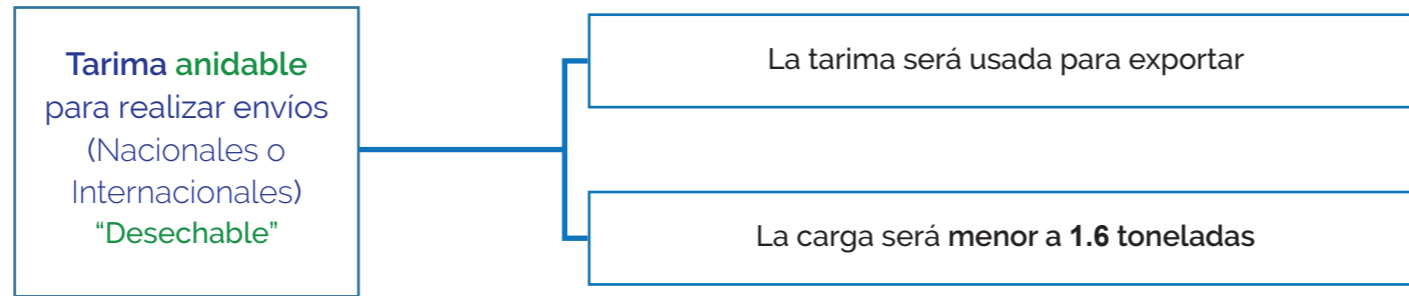 Tarima anidable
para realizar envíos
(Nacionales o
Internacionales)
“Desechable”
La tarima será usada para exportar
La carga será menor a 1.6 toneladas